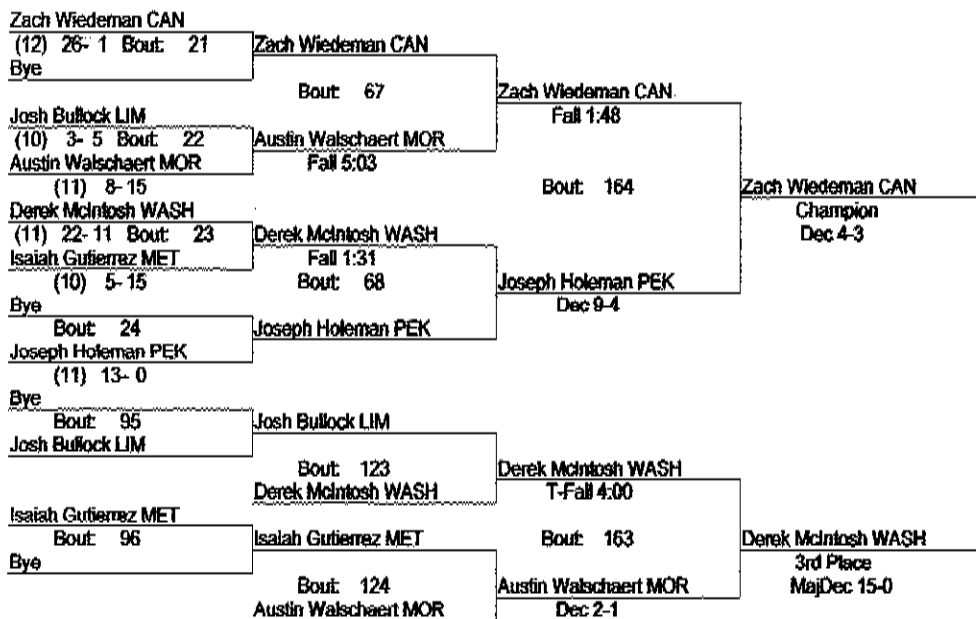 Zach Wiedeman CAN
(12) 26- 1 Bout: 21
Bye
Josh Bullock LIM
(10) 3- 5 Bout: 22
Austin Walschaert MOR
(11) 8- 15
Derek McIntosh WASH
(11) 22- 11 Bout: 23
Isaiah Gutierrez MET
(10) 5- 15
Bye
Bout: 24
Joseph Holeman PEK
(11) 13- 0
Bye
Bout: 95
Josh Bullock LIM
Isaiah Gutierrez MET
Bout: 96
Bye
Zach Wiedeman CAN
Bout: 67
Austin Walschaert MOR
Fall 5:03
Derek McIntosh WASH
Fall 1:31
Bout: 68
Joseph Holeman PEK
Josh Bullock LIM
Bout: 123
Derek McIntosh WASH
Isaiah Gutierrez MET
Bout: 124
Austin Walschaert MOR
Zach Wiedeman CAN
Fall 1:48
Bout: 164
Joseph Holeman PEK
Dec 9-4
Derek McIntosh WASH
T-Fall 4:00
Bout: 163
Austin Walschaert MOR
Dec 2-1
Zach Wiedeman CAN
Champion
Dec 4-3
Derek McIntosh WASH
3rd Place
MajDec 15-0